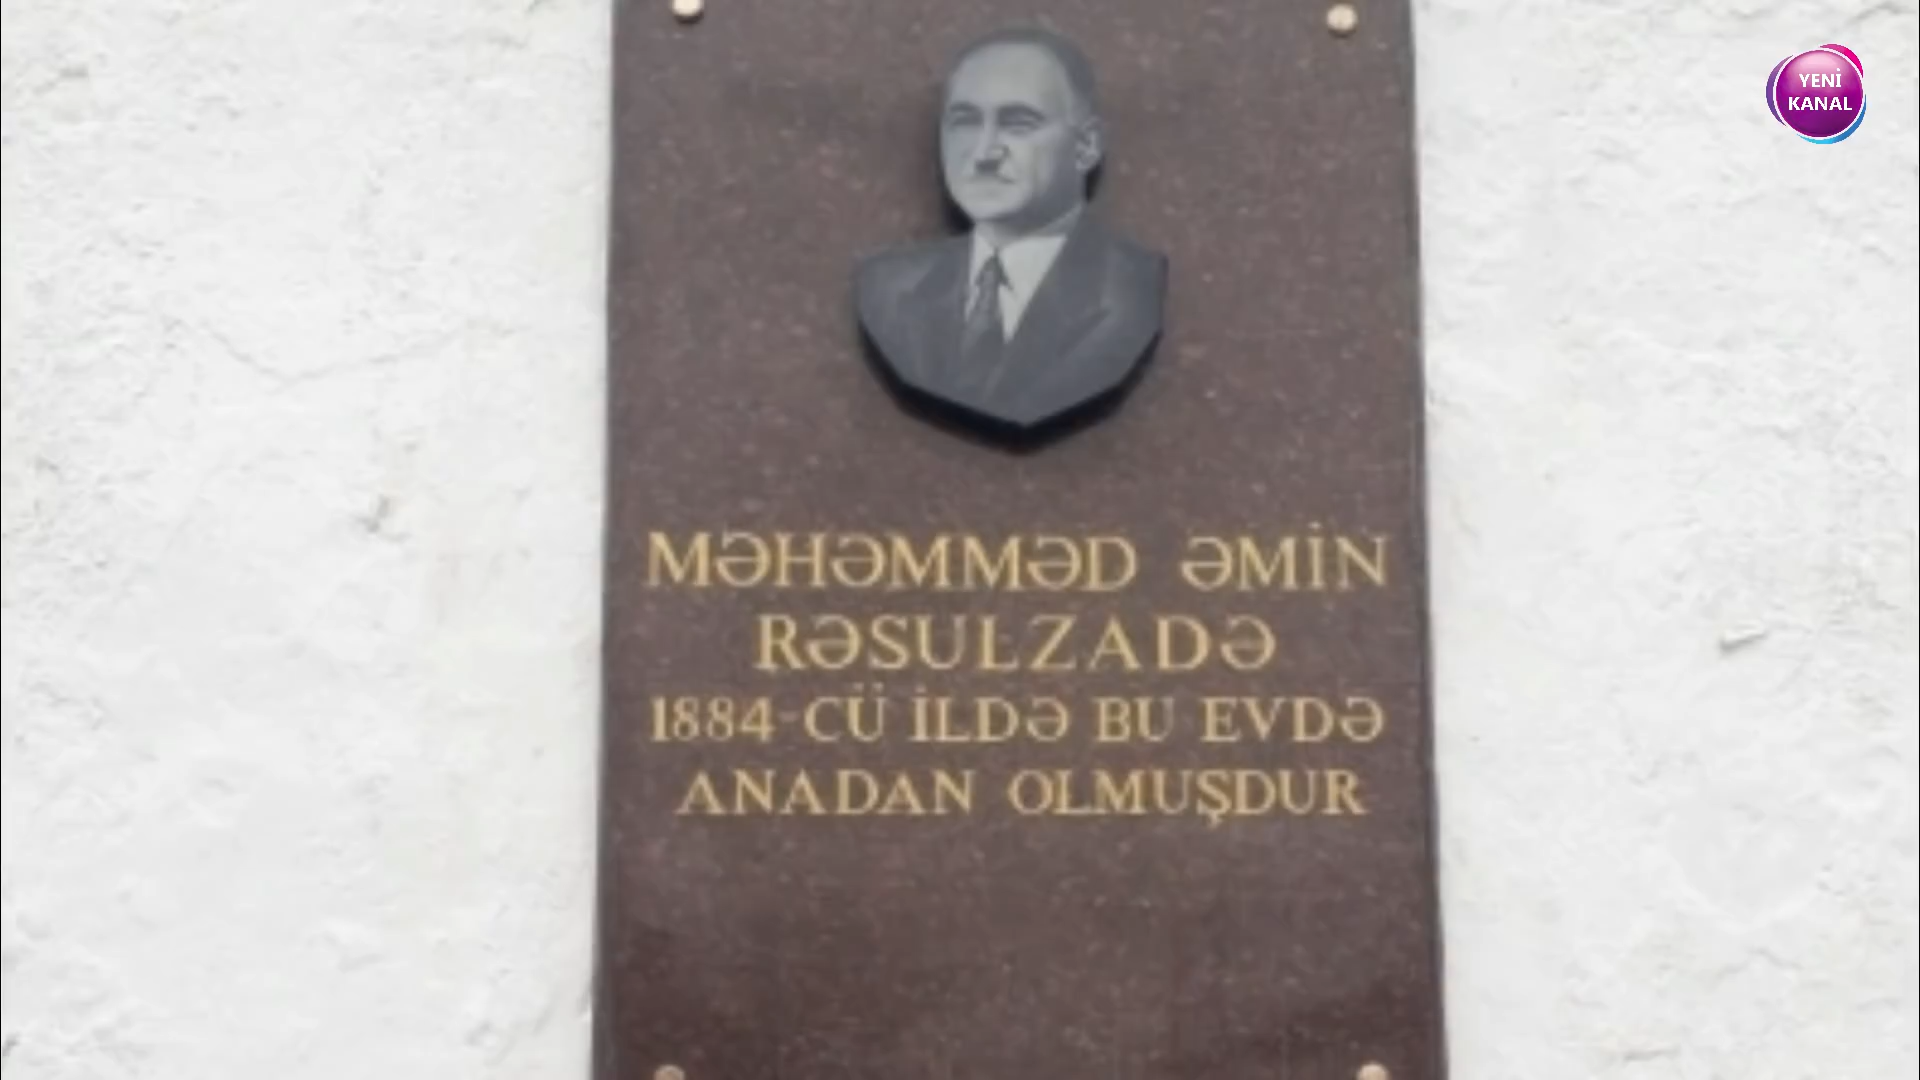 YENİ
KANAL
MƏHƏMMƏD ƏMİN
RƏSULZADƏ
1884-CÜ İLDƏ BU EVDƏ
ANADAN OLMUŞDUR